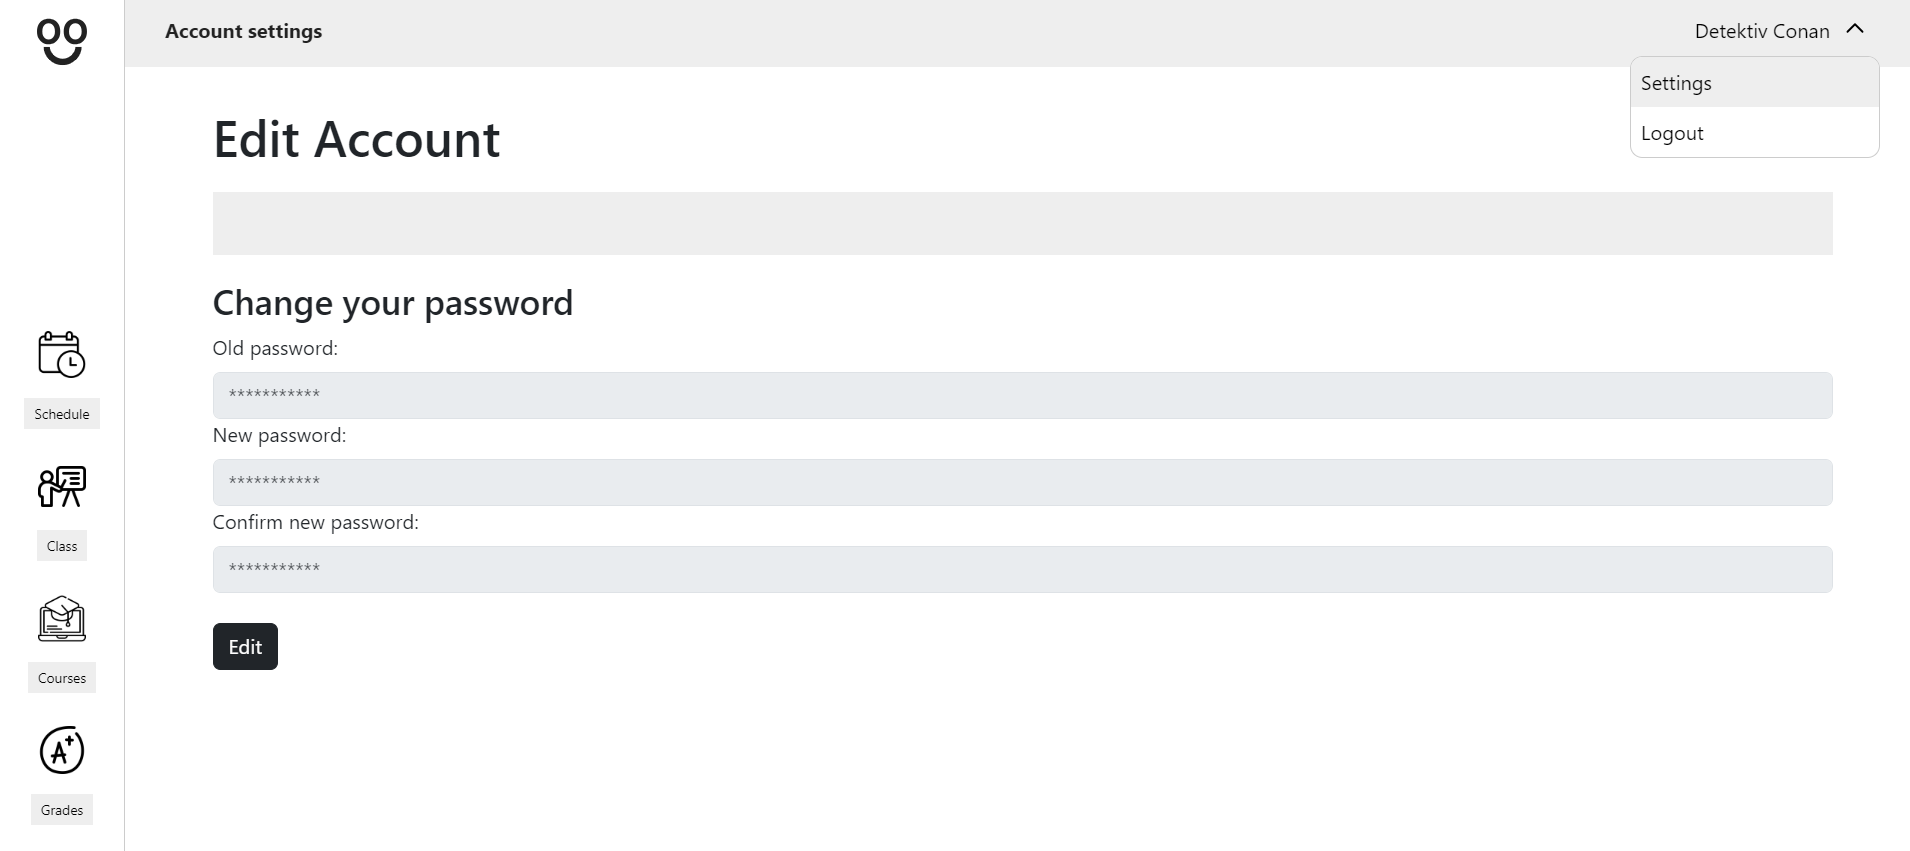 Account settings
Detektiv Conan
Settings
Logout
Edit Account
Change your password
Old password:
***********
New password:
***********
Confirm new password:
***********
Edit
Schedule
Class
Courses
A+
Grades